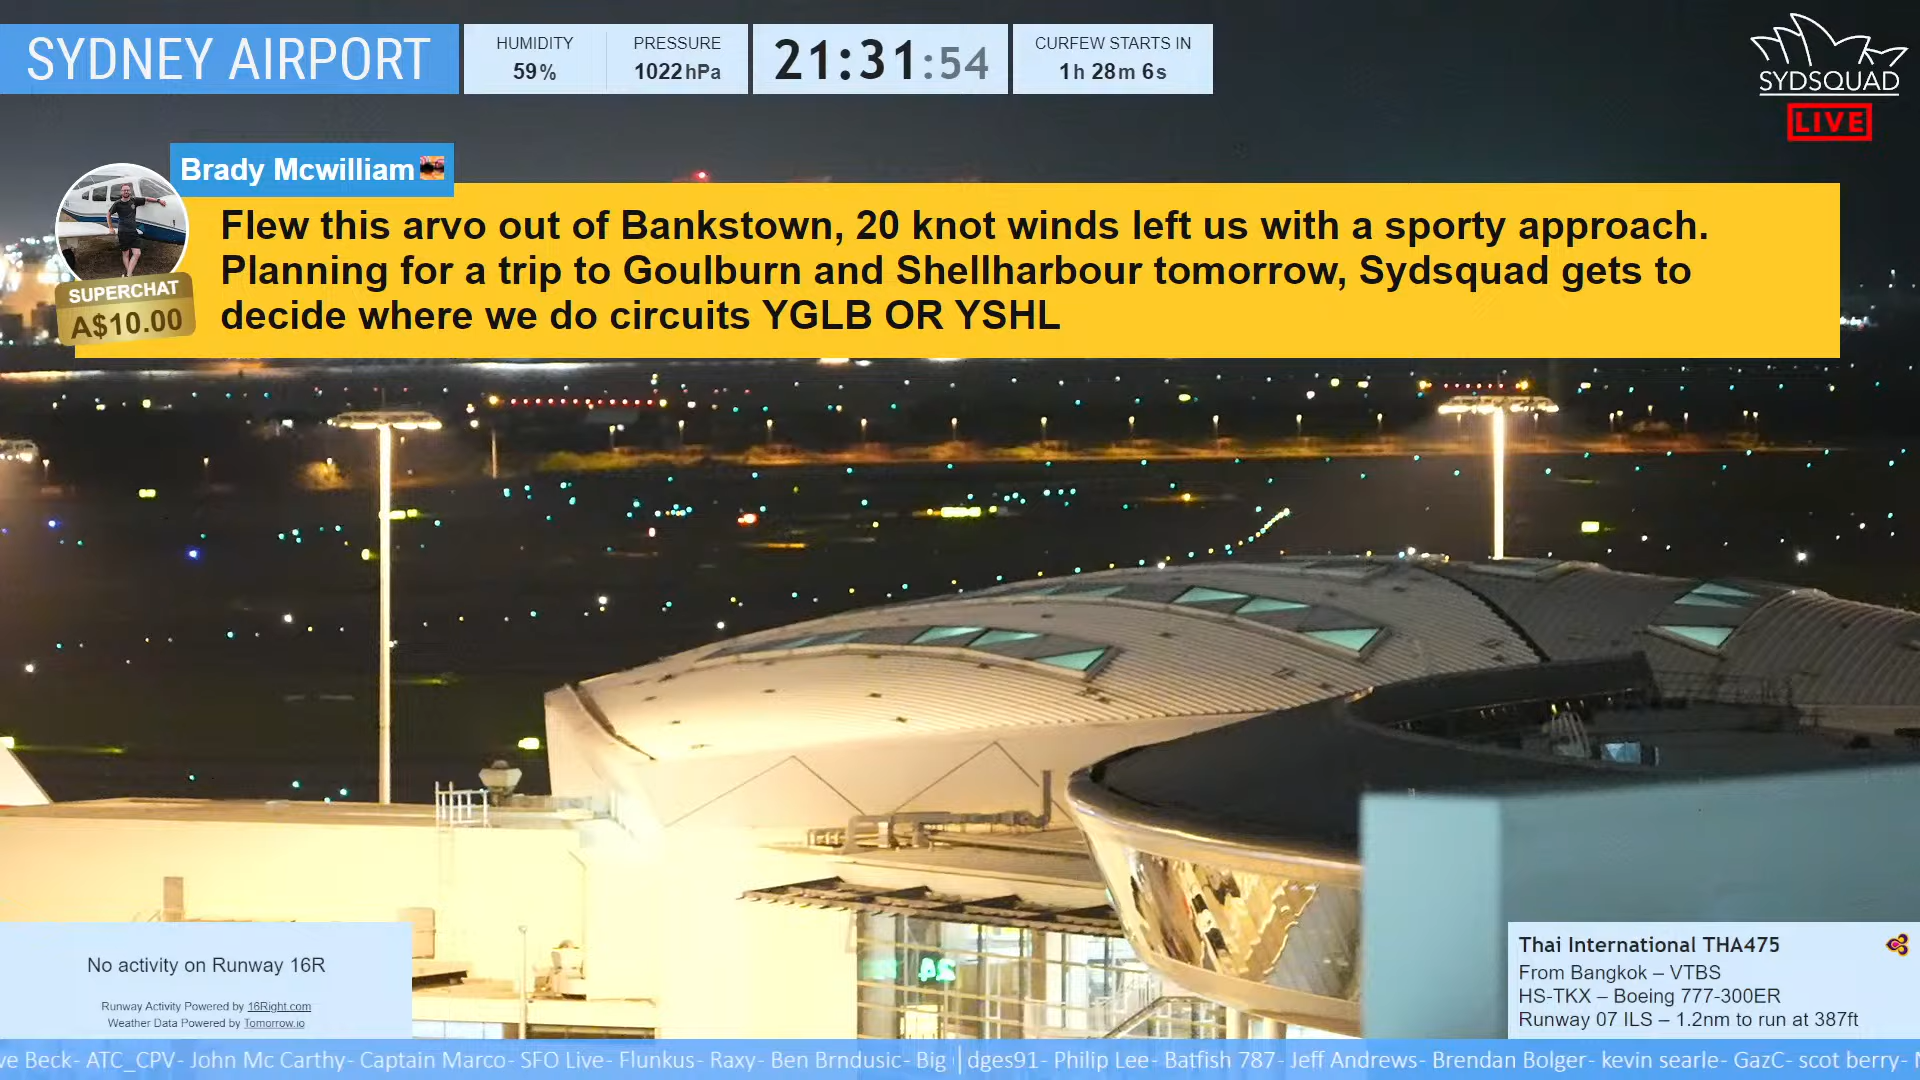 SYDNEY AIRPORT
HUMIDITY
59%
PRESSURE
1022hPa
21:31:54
CURFEW STARTS IN
1h 28m 6s
SYDSQUAD
LIVE
Brady Mcwilliam
Flew this arvo out of Bankstown, 20 knot winds left us with a sporty approach.
Planning for a trip to Goulburn and Shellharbour tomorrow, Sydsquad gets to
decide where we do circuits YGLB OR YSHL
SUPERCHAT
A$10.00
No activity on Runway 16R
Runway Activity Powered by 16Right.com
Weather Data Powered by Tomorrow.io
Thai International THA475
From Bangkok – VTBS
HS-TKX – Boeing 777-300ER
Runway 07 ILS – 1.2nm to run at 387ft
ve Beck- ATC_CPV- John Mc Carthy- Captain Marco- SFO Live- Flunkus- Raxy- Ben Brndusic- Big dges91- Philip Lee- Batfish 787- Jeff Andrews- Brendan Bolger- kevin searle- GazC- scot berry-